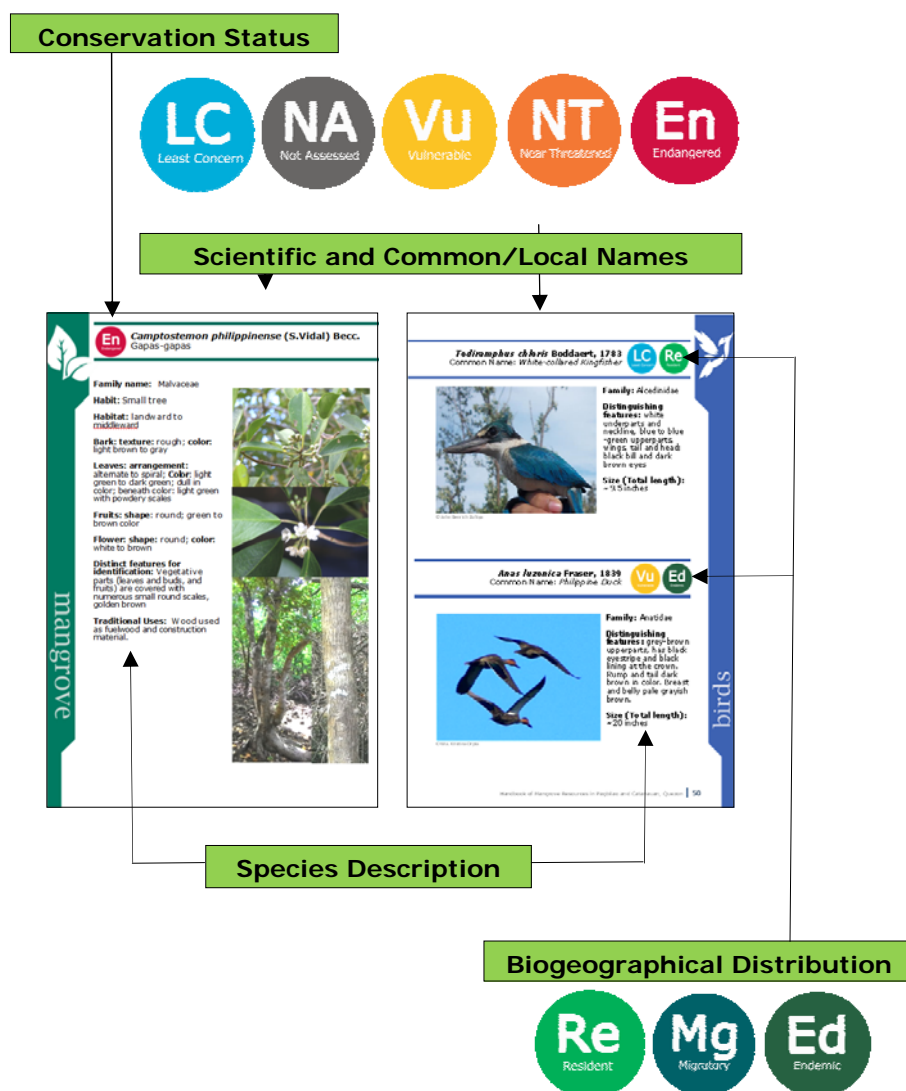 Conservation Status
LC
Least Concern
NA
Not Assessed
Vu
Vulnerable
NT
Near Threatened
En
Endangered
Scientific and Common/Local Names
mangrove
En
Camptostemon philippinense (S.Vidal) Becc.
Gapas-gapas
Family name: Malvaceae
Habit: Small tree
Habitat: landward to
middleward
Bark: texture: rough; color:
light brown to gray
Leaves: arrangement:
alternate to spiral; Color: light
green to dark green; dull in
color; beneath color: light green
with powdery scales
Fruits: shape: round; green to
brown color
Flower: shape: round; color:
white to brown
Distinct features for
identification: Vegetative
parts (leaves and buds, and
fruits) are covered with
numerous small round scales,
golden brown
Traditional Uses: Wood used
as fuelwood and construction
material.
birds
Todiramphus chloris Boddaert, 1783
Common Name: White-collared Kingfisher
LC
Re
Family: Alcedinidae
Distinguishing
features: white
underparts and
neckline, blue to blue
-green upperparts,
wings, tail and head;
black bill and dark
brown eyes
Size (Total length):
~9.5 inches
Anas luzonica Fraser, 1839
Common Name: Philippine Duck
Vu
Ed
Family: Anatidae
Distinguishing
features: grey-brown
upperparts, has black
eyestripe and black
lining at the crown.
Rump and tail dark
brown in color. Breast
and belly pale grayish
brown.
Size (Total length):
~20 inches
Handbook of Mangrove Resources in Pagbilao and Catanauan, Quezon | 50
Species Description
Biogeographical Distribution
Re
Resident
Mg
Migratory
Ed
Endemic